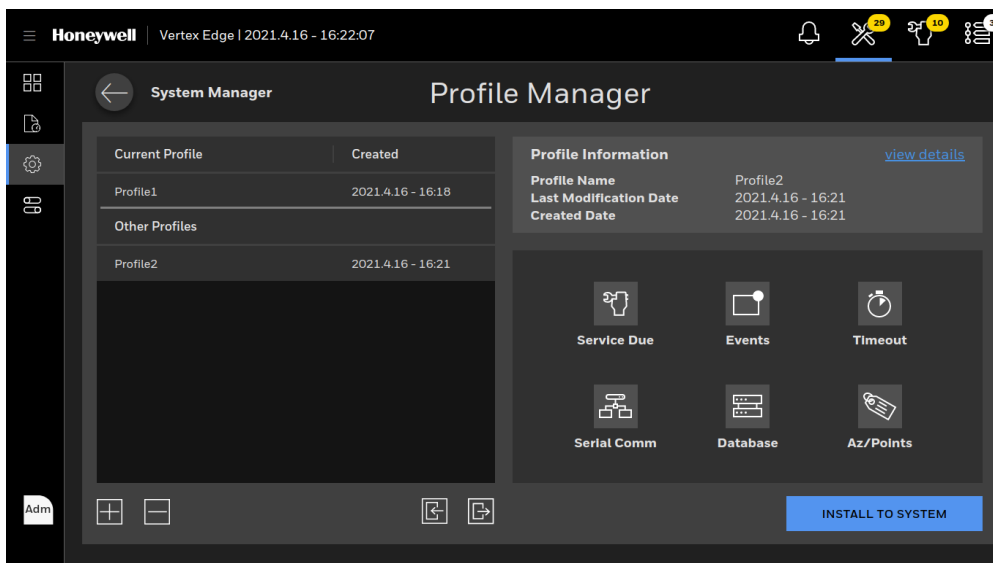 Honeywell Vertex Edge | 2021.4.16 - 16:22:07 29 10
System Manager
Profile Manager
Current Profile Created
Profile1 2021.4.16 - 16:18
Other Profiles
Profile2 2021.4.16 - 16:21
Profile Information view details
Profile Name Profile2
Last Modification Date 2021.4.16 - 16:21
Created Date 2021.4.16 - 16:21
Service Due Events Timeout
Serial Comm Database Az/Points
Adm
INSTALL TO SYSTEM